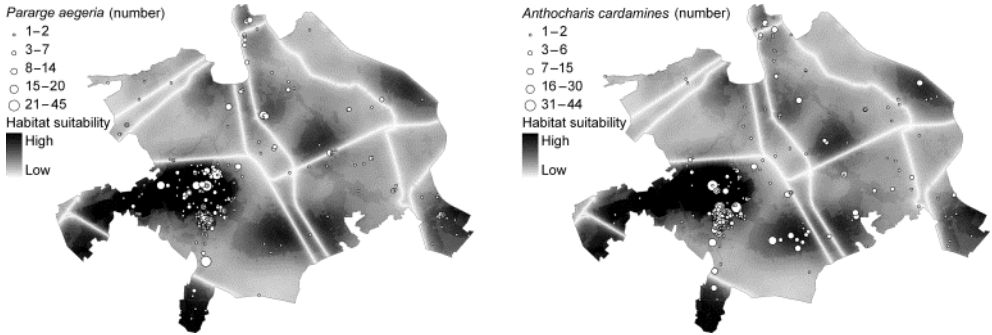 Pararge aegeria (number)
1–2
3–7
8–14
15–20
21–45
Habitat suitability
High
Low
Anthocharis cardamines (number)
1–2
3–6
7–15
16–30
31–44
Habitat suitability
High
Low